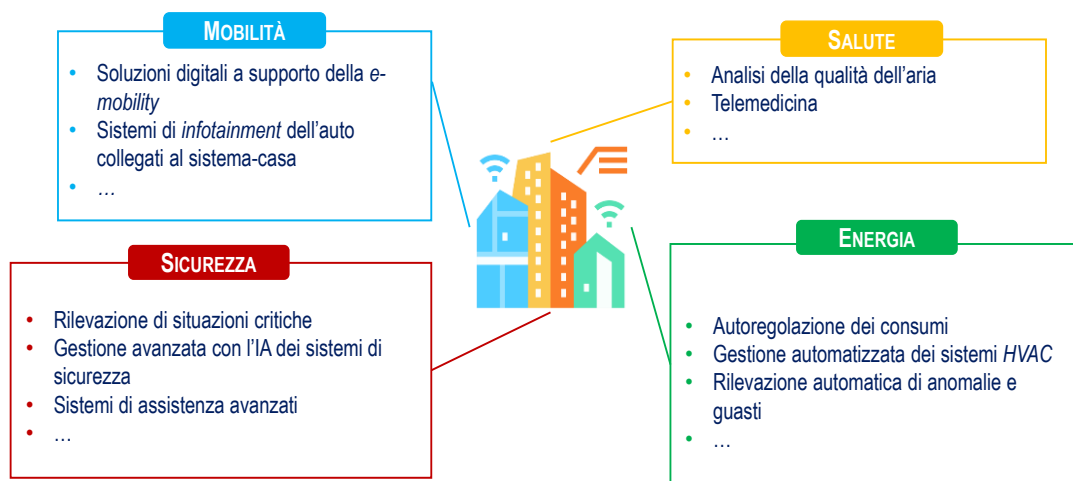 MOBILITÀ
• Soluzioni digitali a supporto della e-
mobility
• Sistemi di infotainment dell’auto
collegati al sistema-casa
• …
SALUTE
• Analisi della qualità dell’aria
• Telemedicina
• …
SICUREZZA
• Rilevazione di situazioni critiche
• Gestione avanzata con l’IA dei sistemi di
sicurezza
• Sistemi di assistenza avanzati
• …
ENERGIA
• Autoregolazione dei consumi
• Gestione automatizzata dei sistemi HVAC
• Rilevazione automatica di anomalie e
guasti
• …